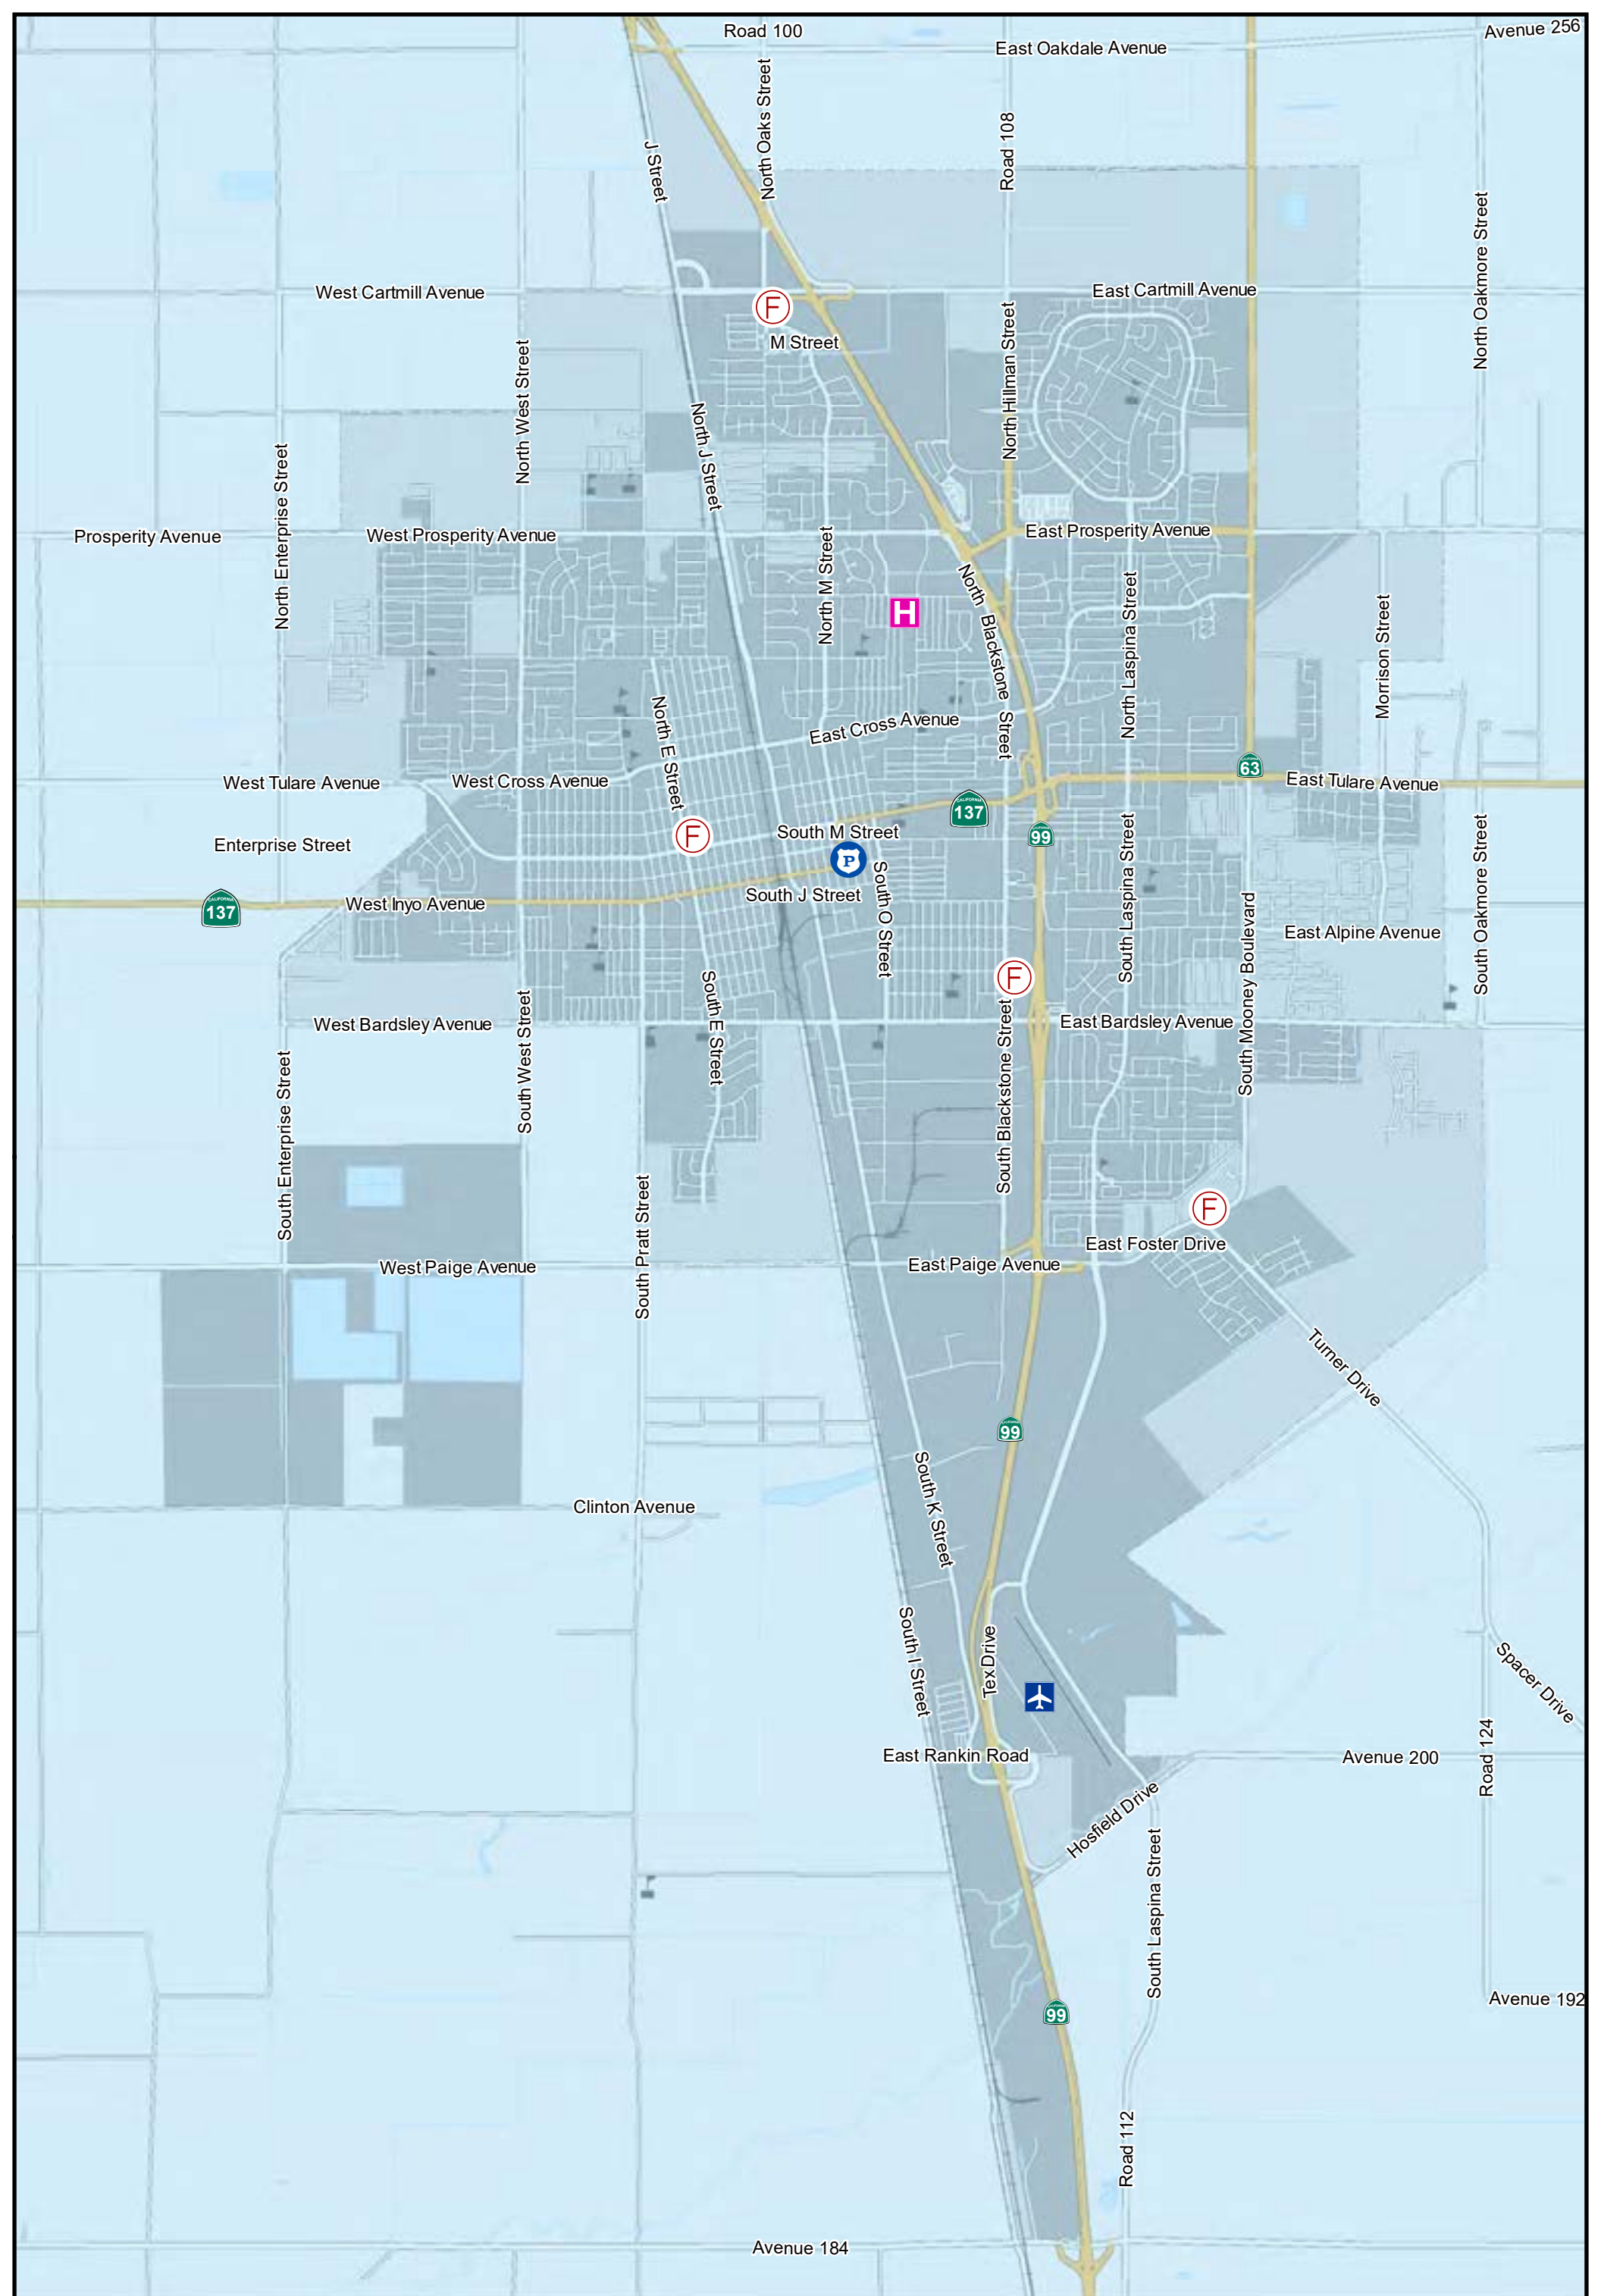 Road 100
Avenue 256
East Oakdale Avenue
North Oaks Street
Road 108
J Street
North Oakmore Street
West Cartmill Avenue
East Cartmill Avenue
F
M Street
North Hillman Street
North West Street
North J Street
North Enterprise Street
Prosperity Avenue
West Prosperity Avenue
East Prosperity Avenue
North M Street
H
North Blackstone Street
North Laspina Street
Morrison Street
North E Street
East Cross Avenue
West Tulare Avenue
West Cross Avenue
63
East Tulare Avenue
CALIFORNIA
137
South M Street
99
F
Enterprise Street
P
South J Street
South O Street
South Laspina Street
South Oakmore Street
CALIFORNIA
137
West Inyo Avenue
South Mooney Boulevard
East Alpine Avenue
F
South E Street
West Bardsley Avenue
East Bardsley Avenue
South West Street
South Blackstone Street
South Enterprise Street
South Pratt Street
F
East Foster Drive
West Paige Avenue
East Paige Avenue
Turner Drive
99
South K Street
Clinton Avenue
South I Street
Tex Drive
Spacer Drive
East Rankin Road
Avenue 200
Road 124
Hosfield Drive
South Laspina Street
Avenue 192
99
Road 112
Avenue 184